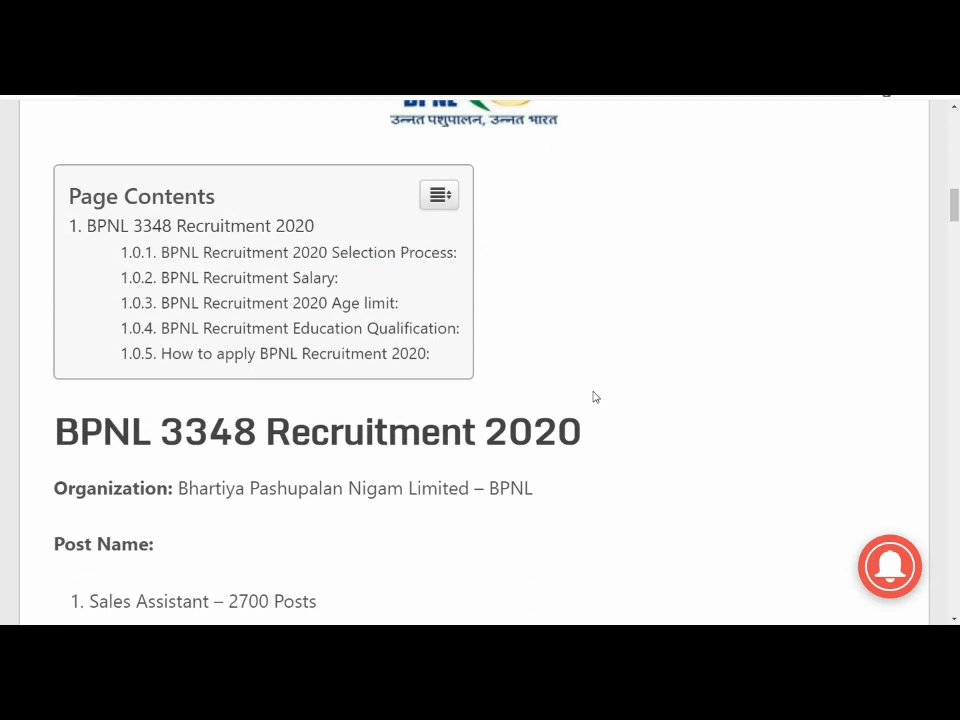 उन्नत पशुपालन, उन्नत भारत
Page Contents
1. BPNL 3348 Recruitment 2020
1.0.1. BPNL Recruitment 2020 Selection Process:
1.0.2. BPNL Recruitment Salary:
1.0.3. BPNL Recruitment 2020 Age limit:
1.0.4. BPNL Recruitment Education Qualification:
1.0.5. How to apply BPNL Recruitment 2020:
BPNL 3348 Recruitment 2020
Organization: Bhartiya Pashupalan Nigam Limited – BPNL
Post Name:
1. Sales Assistant – 2700 Posts